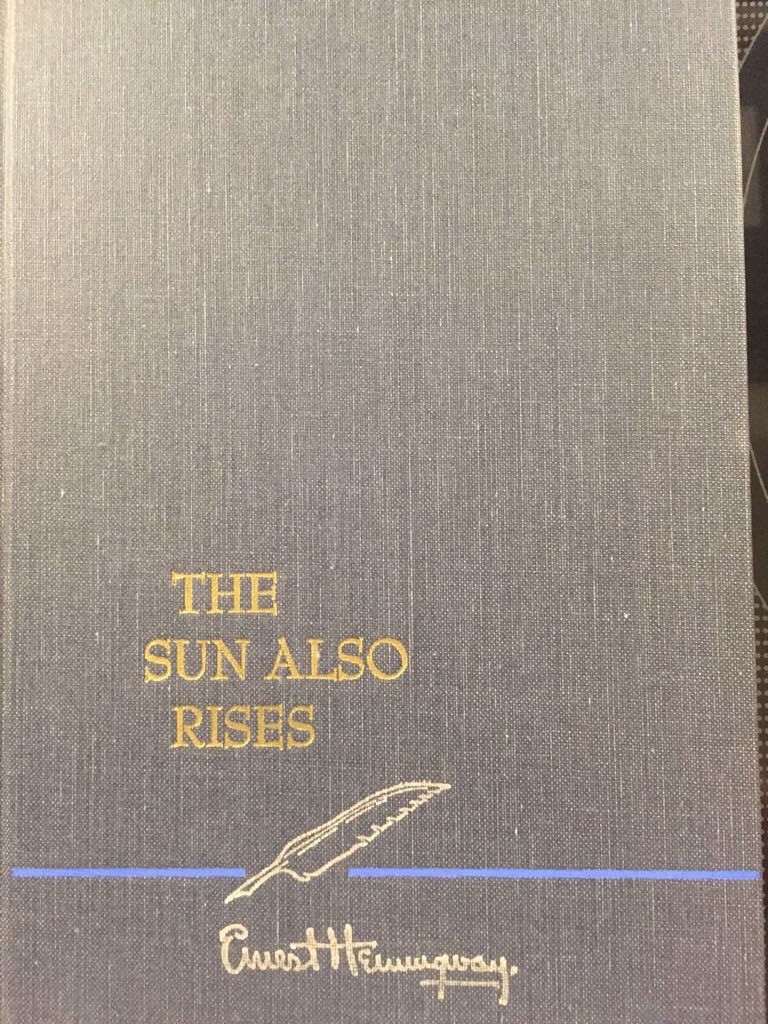 THE
SUN ALSO
RISES
Ernest Hemingway.